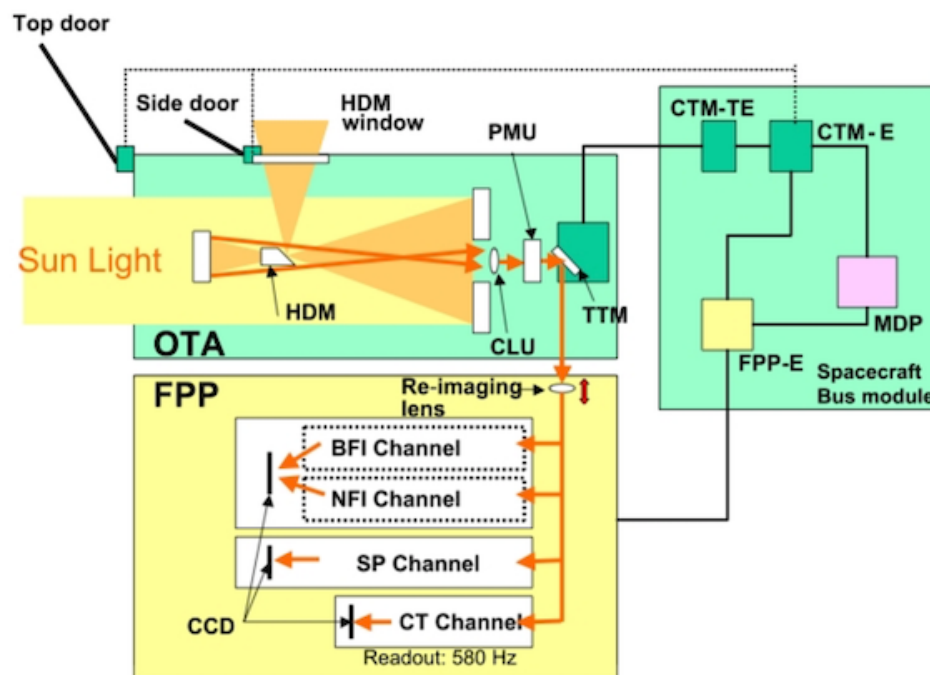 Top door
Side door
HDM
window
PMU
CTM-TE
CTM - E
Sun Light
HDM
CLU
TTM
OTA
MDP
FPP-E
Spacecraft
Bus module
FPP
Re-imaging
lens
BFI Channel
NFI Channel
SP Channel
CCD
CT Channel
Readout: 580 Hz